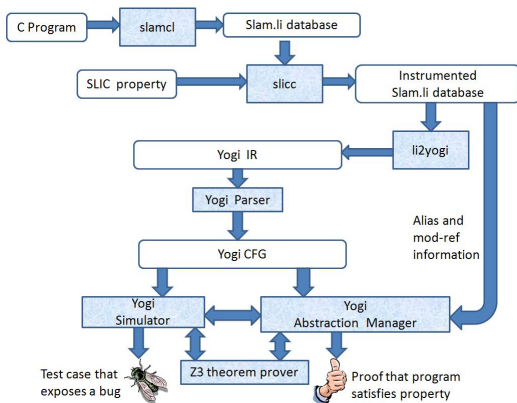 C Program
slamcl
Slam.li database
SLIC property
slicc
Instrumented
Slam.li database
li2yogi
Yogi IR
Yogi Parser
Alias and
mod-ref
information
Yogi CFG
Yogi
Simulator
Yogi
Abstraction Manager
Z3 theorem prover
Test case that
exposes a bug
Proof that program
satisfies property